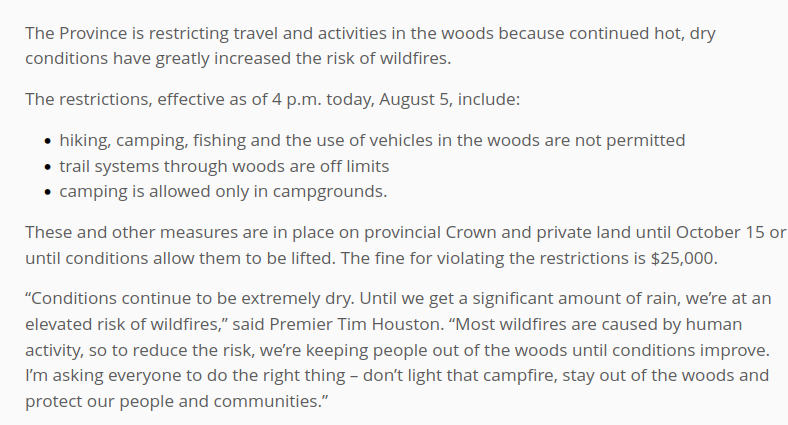 The Province is restricting travel and activities in the woods because continued hot, dry
conditions have greatly increased the risk of wildfires.
The restrictions, effective as of 4 p.m. today, August 5, include:
• hiking, camping, fishing and the use of vehicles in the woods are not permitted
• trail systems through woods are off limits
• camping is allowed only in campgrounds.
These and other measures are in place on provincial Crown and private land until October 15 or
until conditions allow them to be lifted. The fine for violating the restrictions is $25,000.
“Conditions continue to be extremely dry. Until we get a significant amount of rain, we’re at an
elevated risk of wildfires,” said Premier Tim Houston. “Most wildfires are caused by human
activity, so to reduce the risk, we’re keeping people out of the woods until conditions improve.
I’m asking everyone to do the right thing – don’t light that campfire, stay out of the woods and
protect our people and communities.”